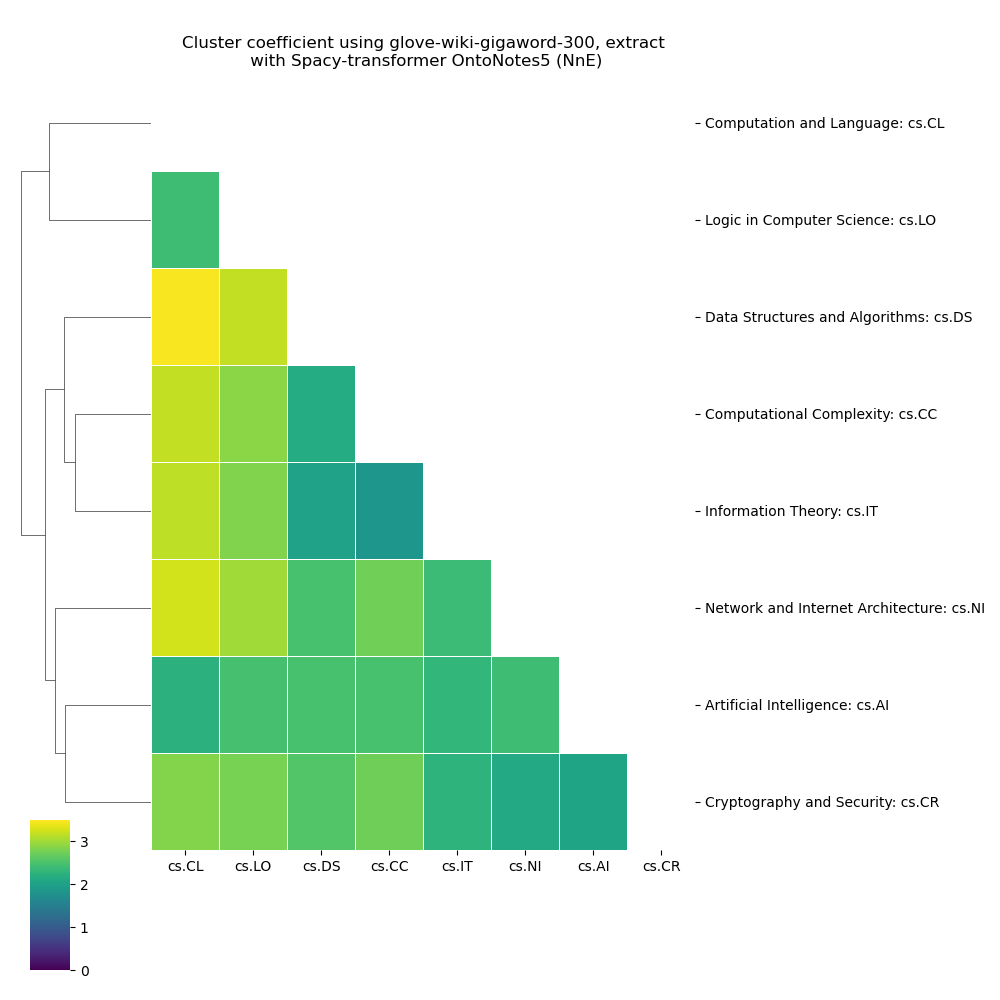 Cluster coefficient using glove-wiki-gigaword-300, extract
with Spacy-transformer OntoNotes5 (NnE)
Computation and Language: cs.CL
Logic in Computer Science: cs.LO
Data Structures and Algorithms: cs.DS
Computational Complexity: cs.CC
Information Theory: cs.IT
Network and Internet Architecture: cs.NI
Artificial Intelligence: cs.AI
Cryptography and Security: cs.CR
cs.CL cs.LO cs.DS cs.CC cs.IT cs.NI cs.AI cs.CR
3
2
1
0